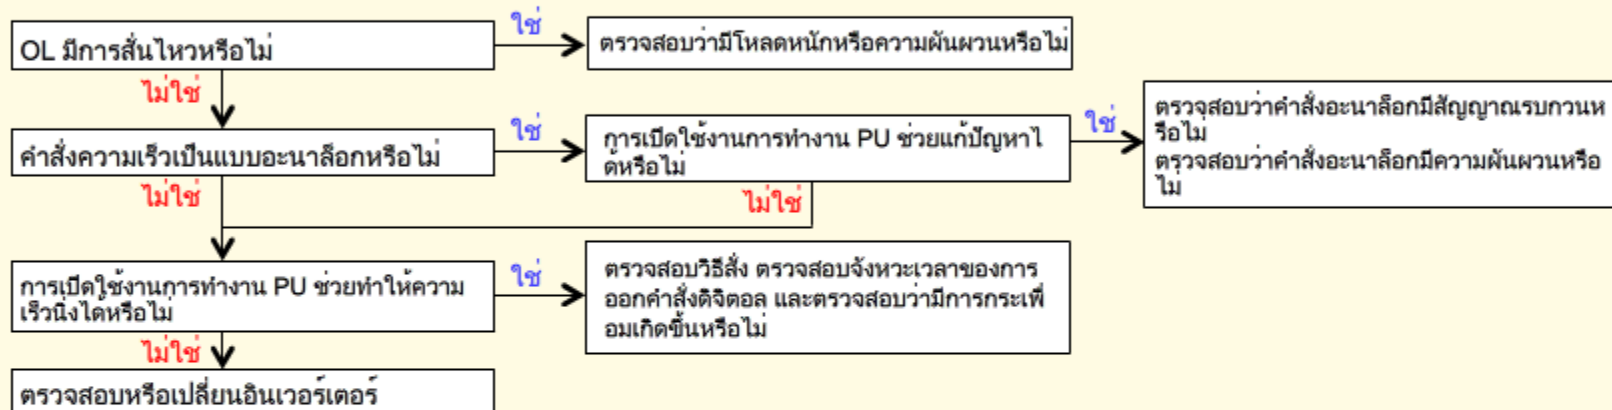 OL มีการสั่นไหวหรือไม่
ใช่
ตรวจสอบว่ามีโหลดหนักหรือความผันผวนหรือไม่
ไม่ใช่
คำสั่งความเร็วเป็นแบบอะนาล็อกหรือไม่
ใช่
การเปิดใช้งานการทำงาน PU ช่วยแก้ปัญหาไ
ด้หรือไม่
ใช่
ตรวจสอบว่าคำสั่งอะนาล็อกมีสัญญาณรบกวนห
รือไม่
ตรวจสอบว่าคำสั่งอะนาล็อกมีความผันผวนหรือ
ไม่
ไม่ใช่
ไม่ใช่
การเปิดใช้งานการทำงาน PU ช่วยทำให้ความ
เร็วนิ่งได้หรือไม่
ใช่
ตรวจสอบวิธีสั่ง ตรวจสอบจังหวะเวลาของการ
ออกคำสั่งดิจิตอล และตรวจสอบว่ามีการกระเพื่
อมเกิดขึ้นหรือไม่
ไม่ใช่
ตรวจสอบหรือเปลี่ยนอินเวอร์เตอร์